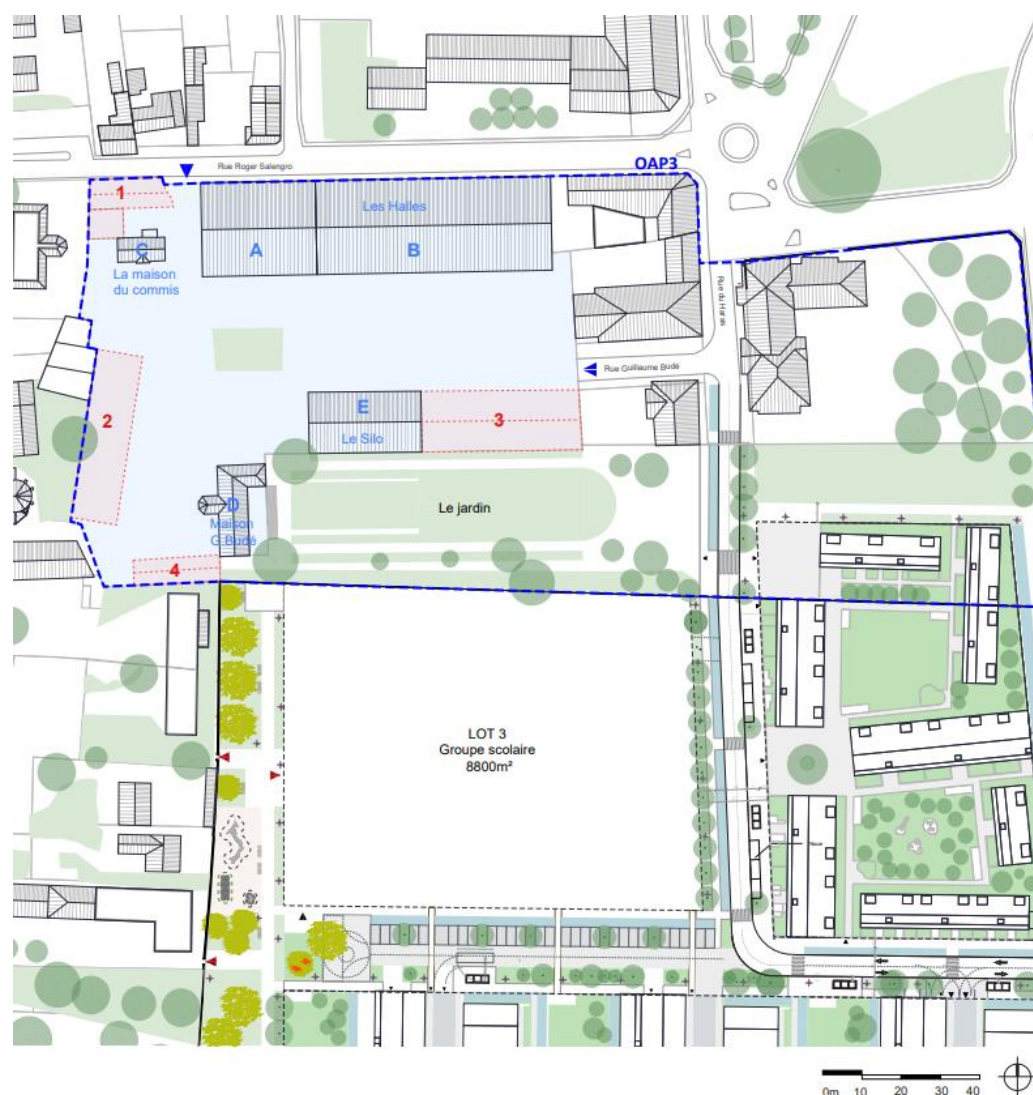 Rue Roger Salengro
OAP3
1
Les Halles
A
B
C
La maison
du commis
Rue du Marais
Rue Guillaume Budé
2
E
3
Le Silo
D
Maison
G.Budé
Le jardin
4
LOT 3
Groupe scolaire
8800m²
0m 10 20 30 40